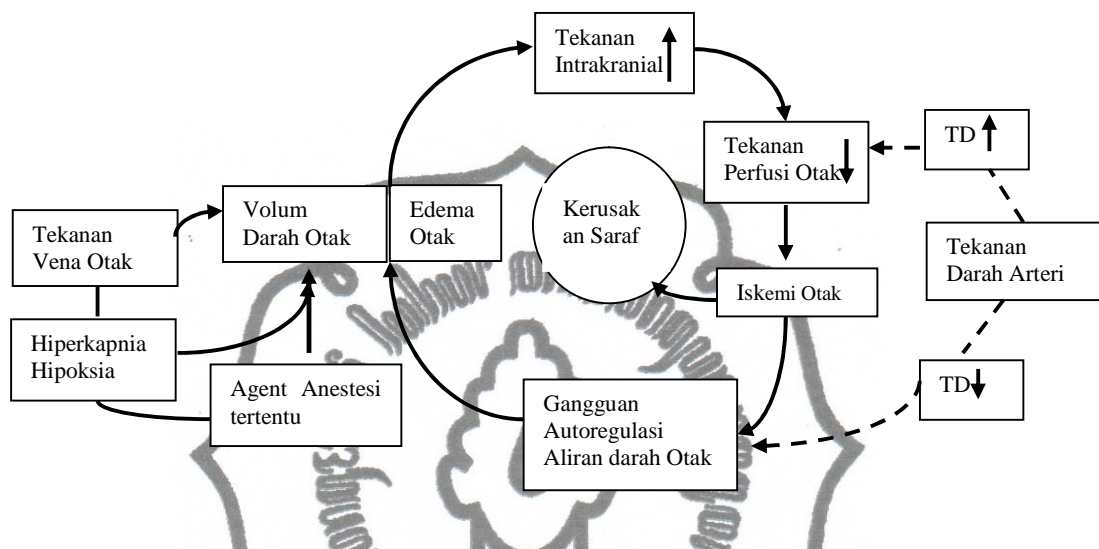 Tekanan
Intrakranial
Tekanan
Perfusi Otak
TD
Volum
Darah Otak
Edema
Otak
Kerusak
an Saraf
Tekanan
Vena Otak
Tekanan
Darah Arteri
Iskemi Otak
Hiperkapnia
Hipoksia
Agent Anestesi
tertentu
Gangguan
Autoregulasi
Aliran darah Otak
TD